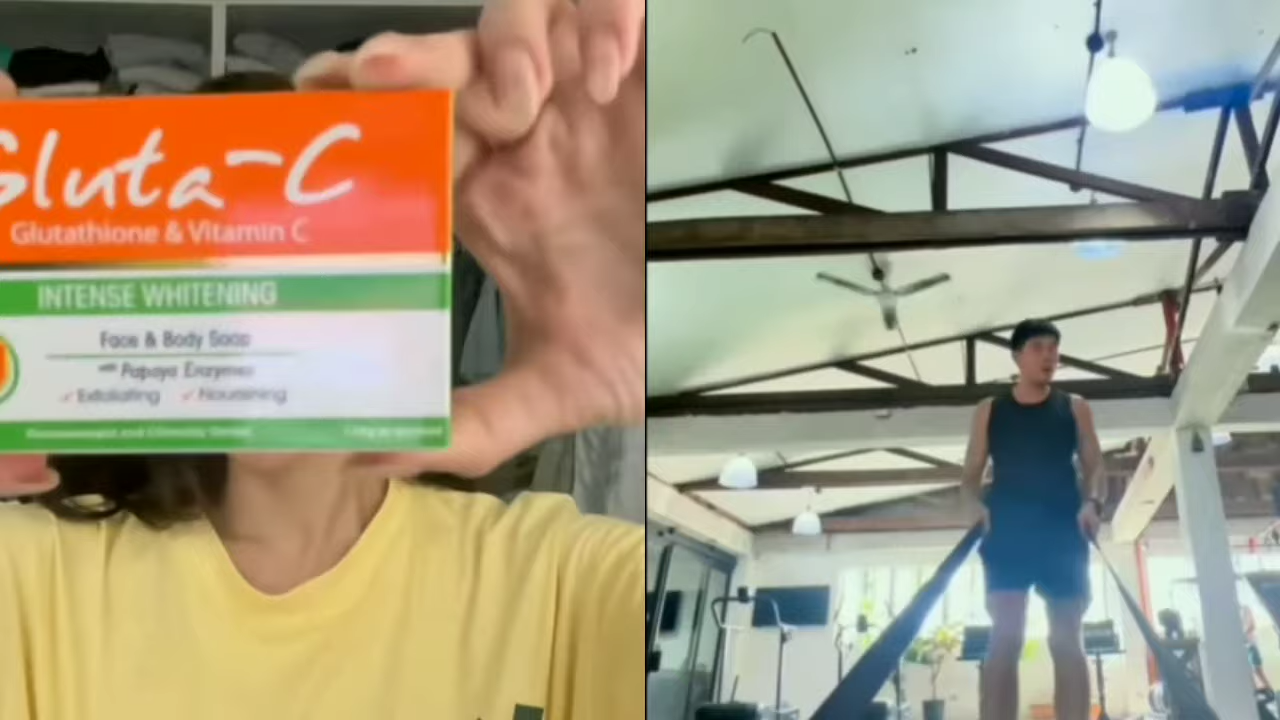 Gluta-C
Glutathione & Vitamin C
INTENSE WHITENING
Face & Body Soap
with Papaya Enzymes
✓Exfoliating ✓Nourishing